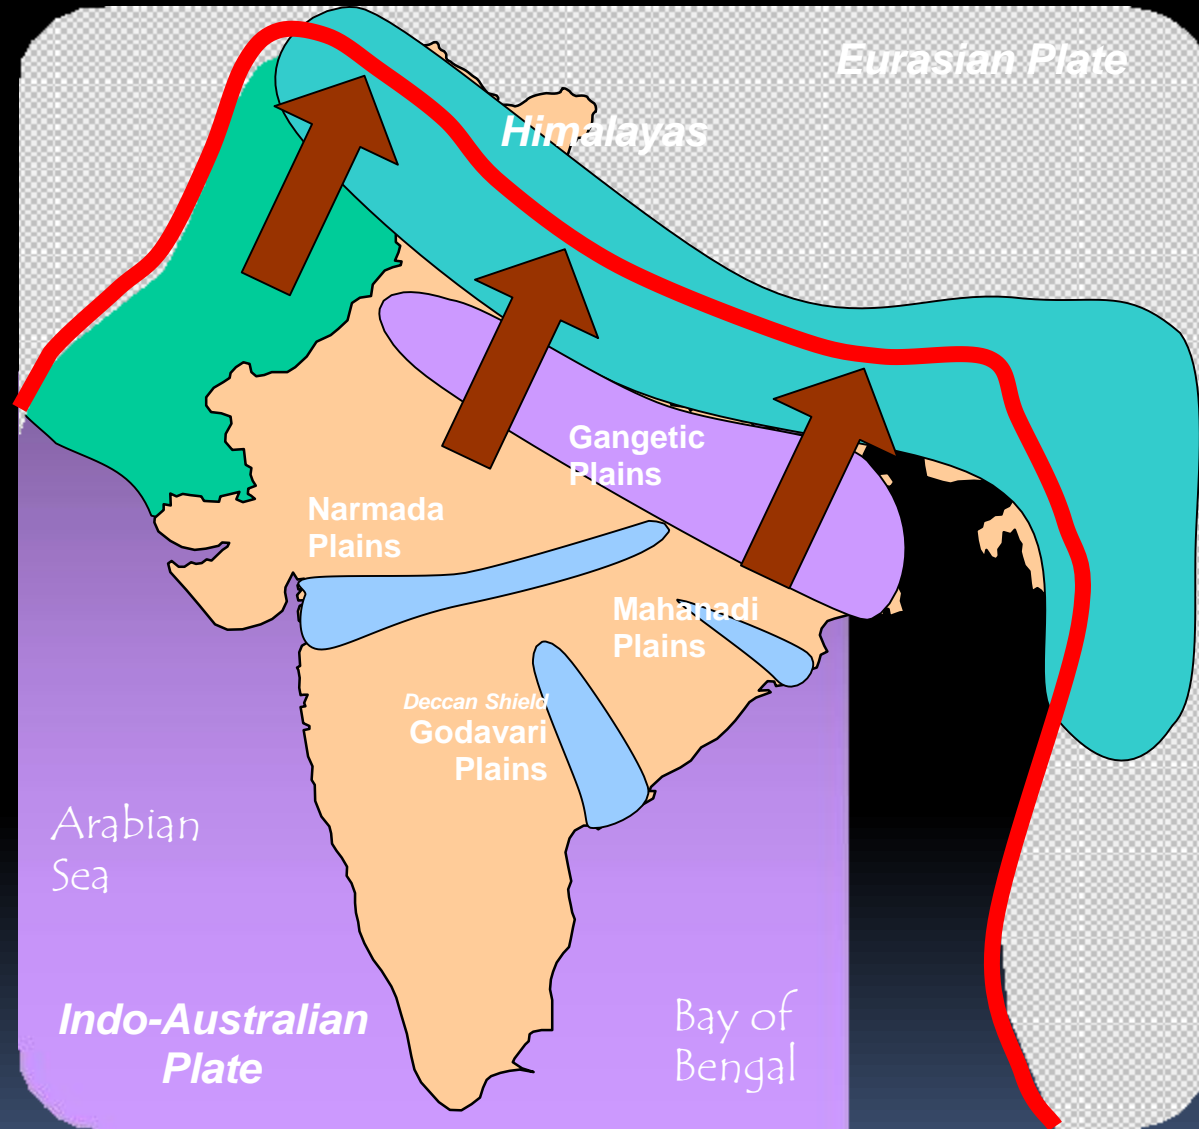 Eurasian Plate
Himalayas
Gangetic
Plains
Narmada
Plains
Mahanadi
Plains
Deccan Shield
Godavari
Plains
Arabian
Sea
Indo-Australian
Plate
Bay of
Bengal